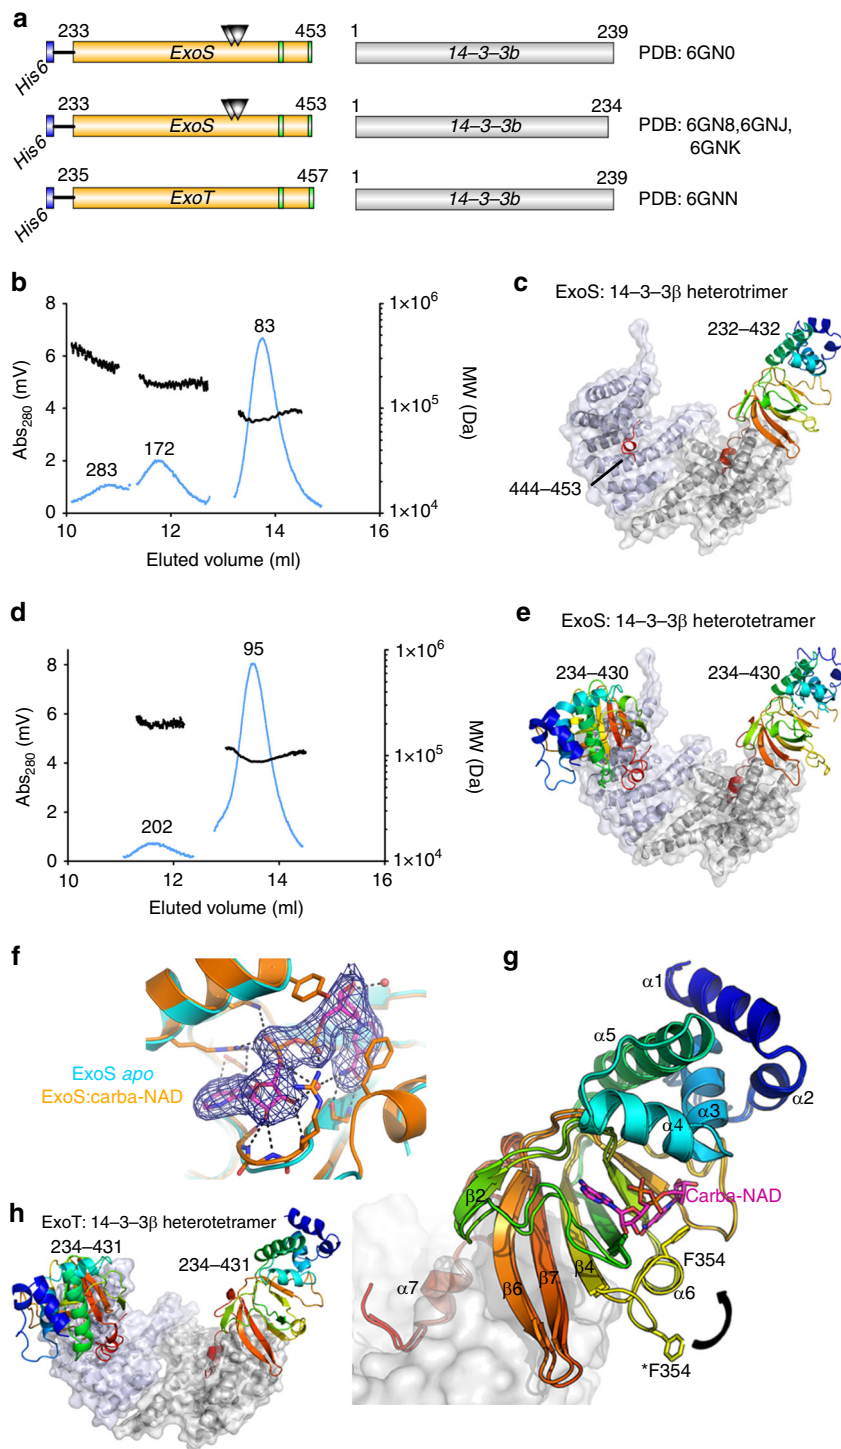 a
233 453 1 239
His6 ExoS 14–3–3b PDB: 6GN0
233 453 1 234
His6 ExoS 14–3–3b PDB: 6GN8,6GNJ,
6GNK
235 457 1 239
His6 ExoT 14–3–3b PDB: 6GNN
b
8
6
4
2
0
Abs280 (mV)
283
172
83
1×10^6
1×10^5
1×10^4
MW (Da)
10 12 14 16
Eluted volume (ml)
c
ExoS: 14–3–3β heterotrimer
232–432
444–453
d
8
6
4
2
0
Abs280 (mV)
202
95
1×10^6
1×10^5
1×10^4
MW (Da)
10 12 14 16
Eluted volume (ml)
e
ExoS: 14–3–3β heterotetramer
234–430 234–430
f
ExoS apo
ExoS:carba-NAD
g
α1
α5
α2
α3
α4
β2
Carba-NAD
β4
F354
β7
β6
α6
α7
*F354
h
ExoT: 14–3–3β heterotetramer
234–431
234–431